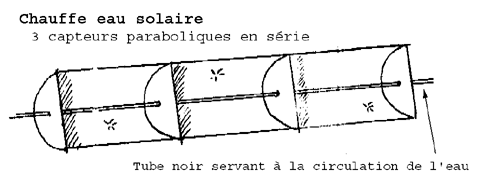 Chauffe eau solaire
3 capteurs paraboliques en série
Tube noir servant à la circulation de l'eau